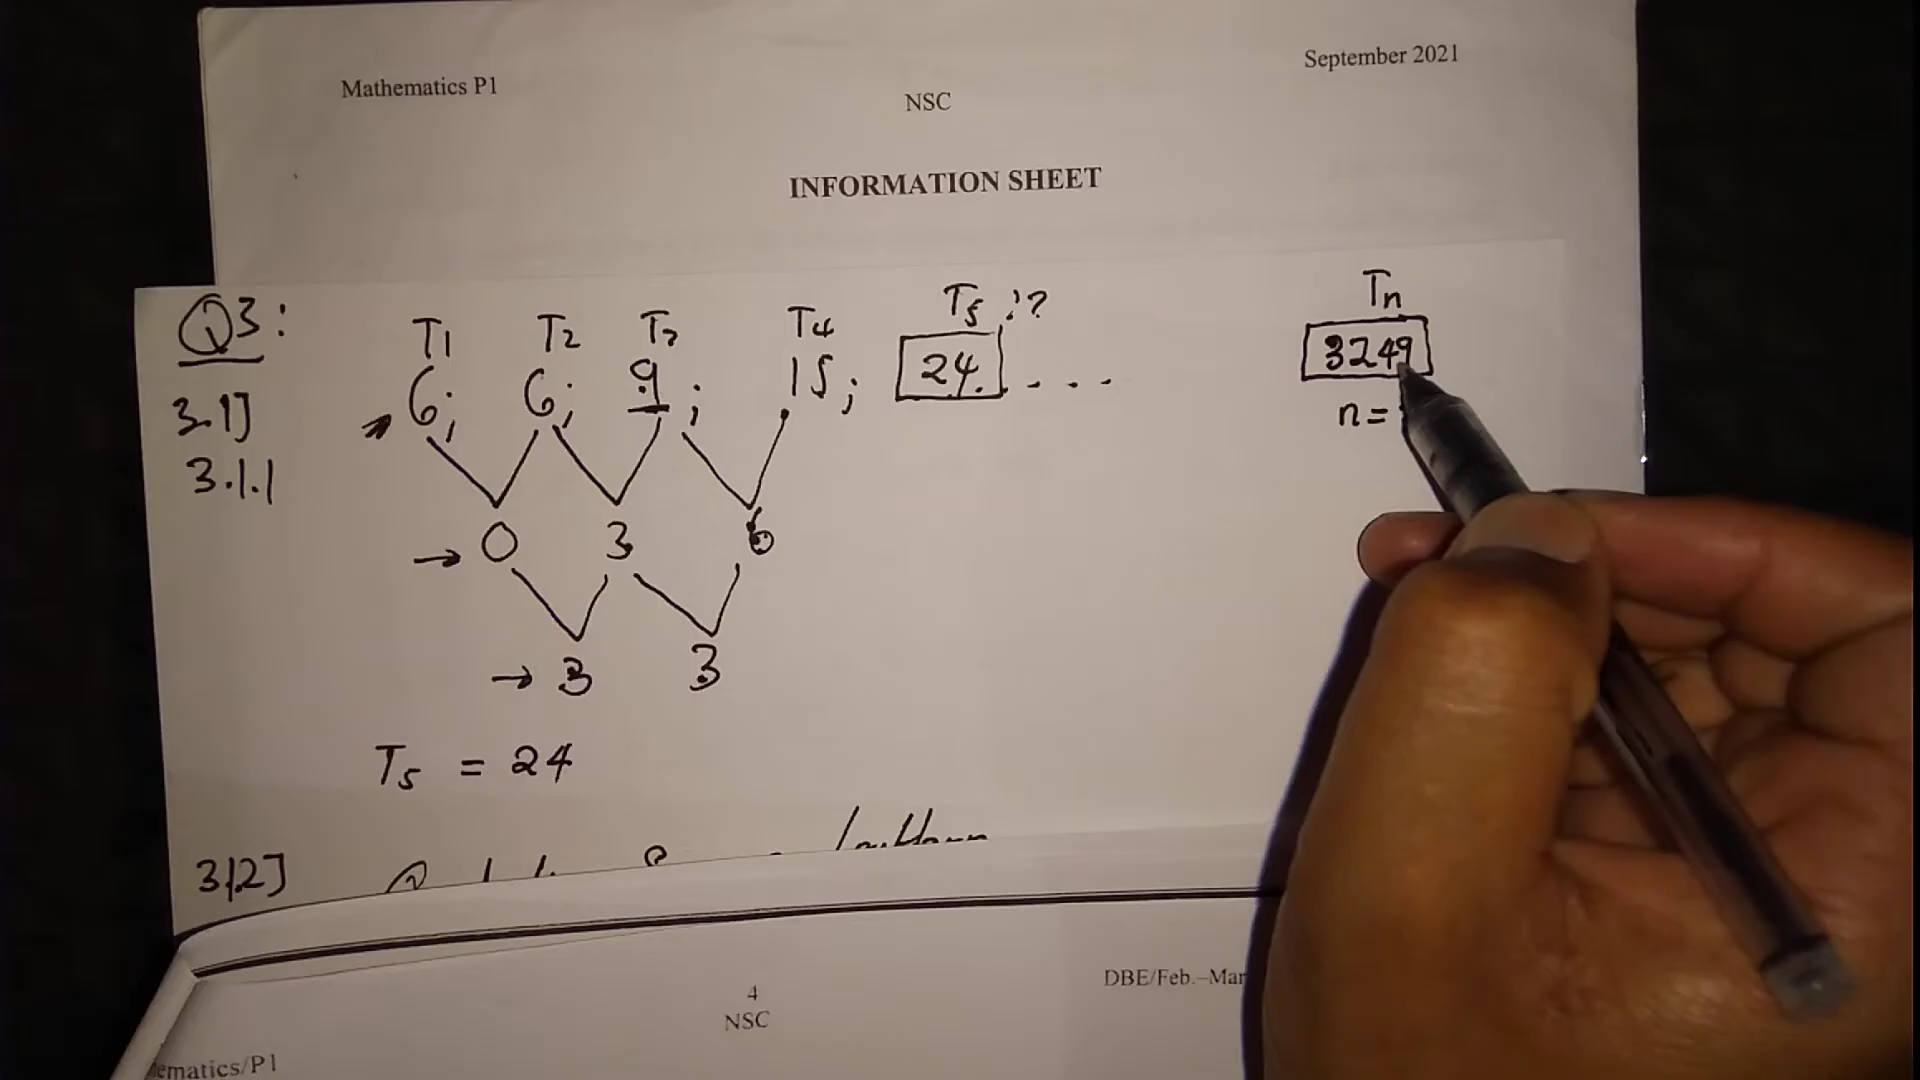 Mathematics P1
September 2021
NSC
INFORMATION SHEET
Q3:
T1 T2 T3 T4 T5 !? Tn
3.1] 6; 6; 9; 15; 24 . . . . 3249
n =
3.1.1
0 3 6
3 3
T5 = 24
3.1.2]
4
DBE/Feb.–Mar
NSC
ematics/P1